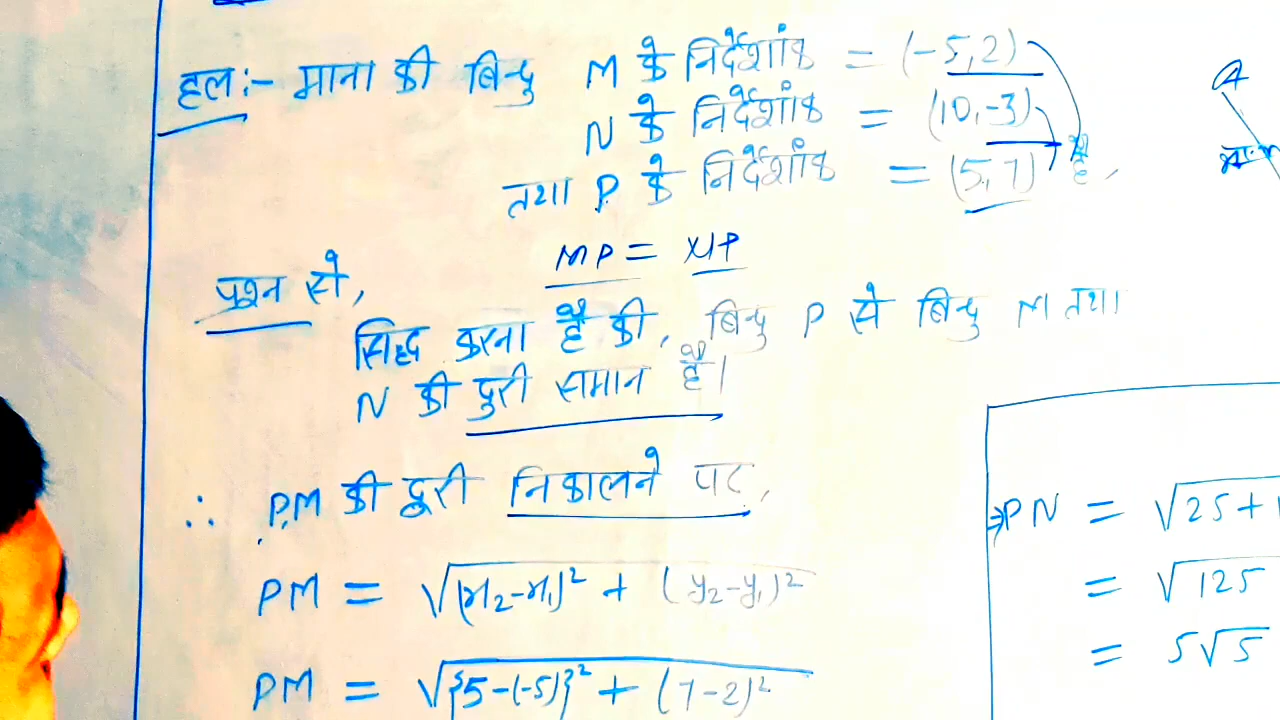 हल:- माना की बिन्दु M के निर्देशांक = (-5,2)
N के निर्देशांक = (10,-3)
तथा P के निर्देशांक = (5,7) है,
प्रश्न से, MP = NP
सिद्ध करना है की, बिन्दु P से बिन्दु M तथा
N की दुरी समान है।
∴ PM की दूरी निकालने पर,
PM = √(x₂-x₁)² + (y₂-y₁)²
PM = √{5-(-5)}² + (7-2)²
A
⇒PN = √25+1
= √125
= 5√5